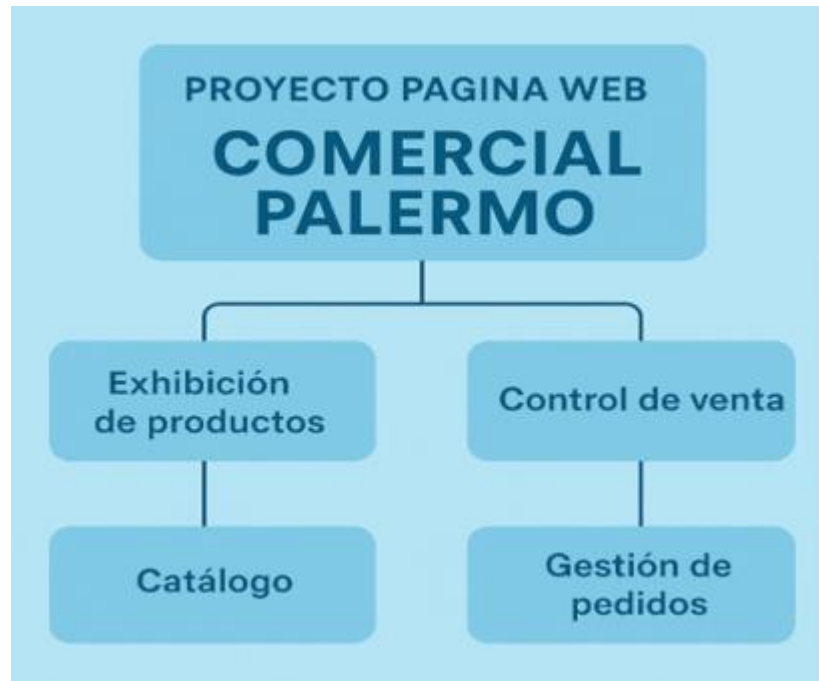 PROYECTO PAGINA WEB
COMERCIAL
PALERMO
Exhibición
de productos
Control de venta
Catálogo
Gestión de
pedidos